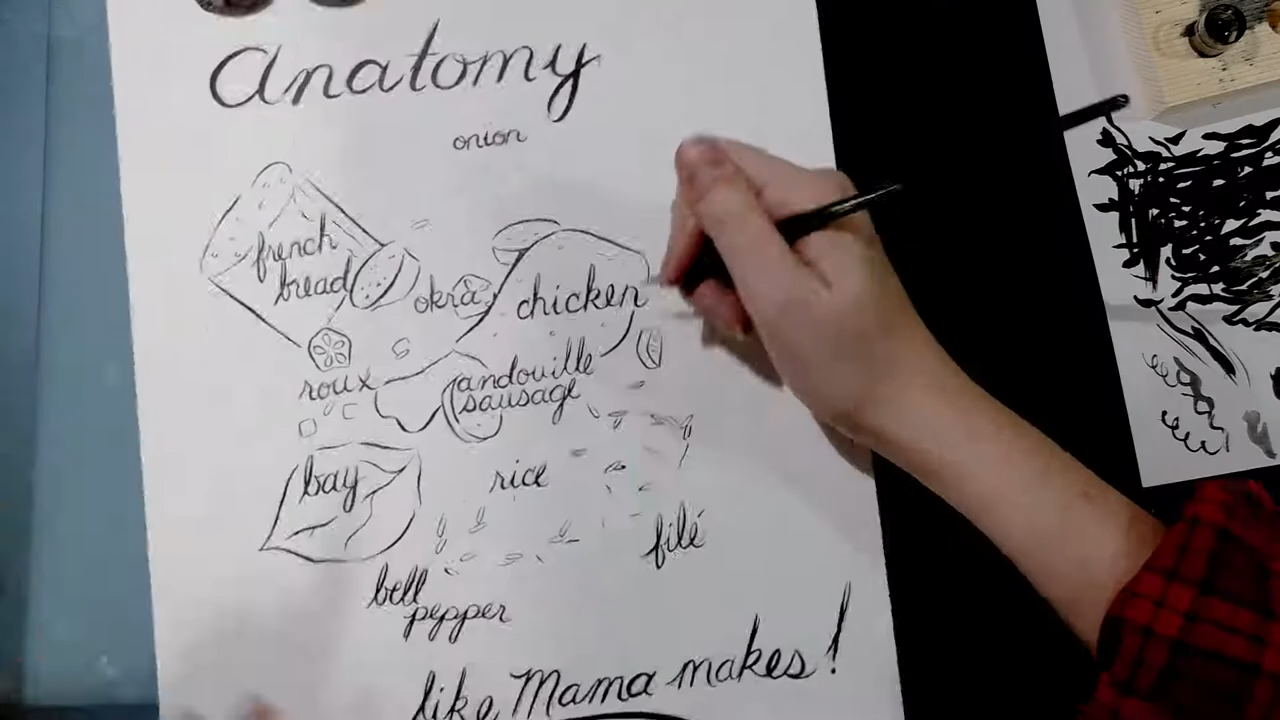 Anatomy
onion
french
bread
okra
chicken
roux
andouille
sausage
bay
rice
filé
bell
pepper
like Mama makes!